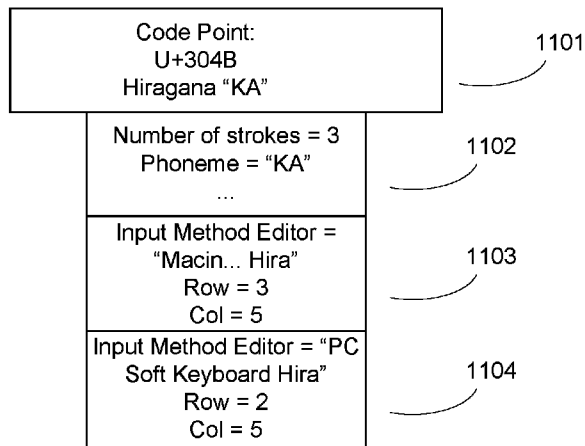 Code Point:
U+304B
Hiragana “KA”
1101
Number of strokes = 3
Phoneme = “KA”
...
1102
Input Method Editor =
“Macin... Hira”
Row = 3
Col = 5
1103
Input Method Editor = “PC
Soft Keyboard Hira”
Row = 2
Col = 5
1104